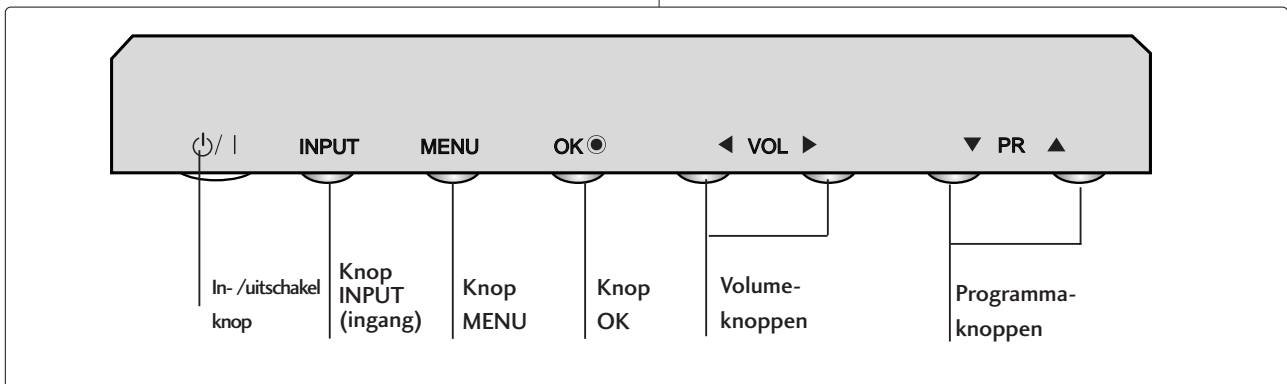 ⏻/ I INPUT MENU OK◉ ◀ VOL ▶ ▼ PR ▲
In- /uitschakel
knop
Knop
INPUT
(ingang)
Knop
MENU
Knop
OK
Volume-
knoppen
Programma-
knoppen